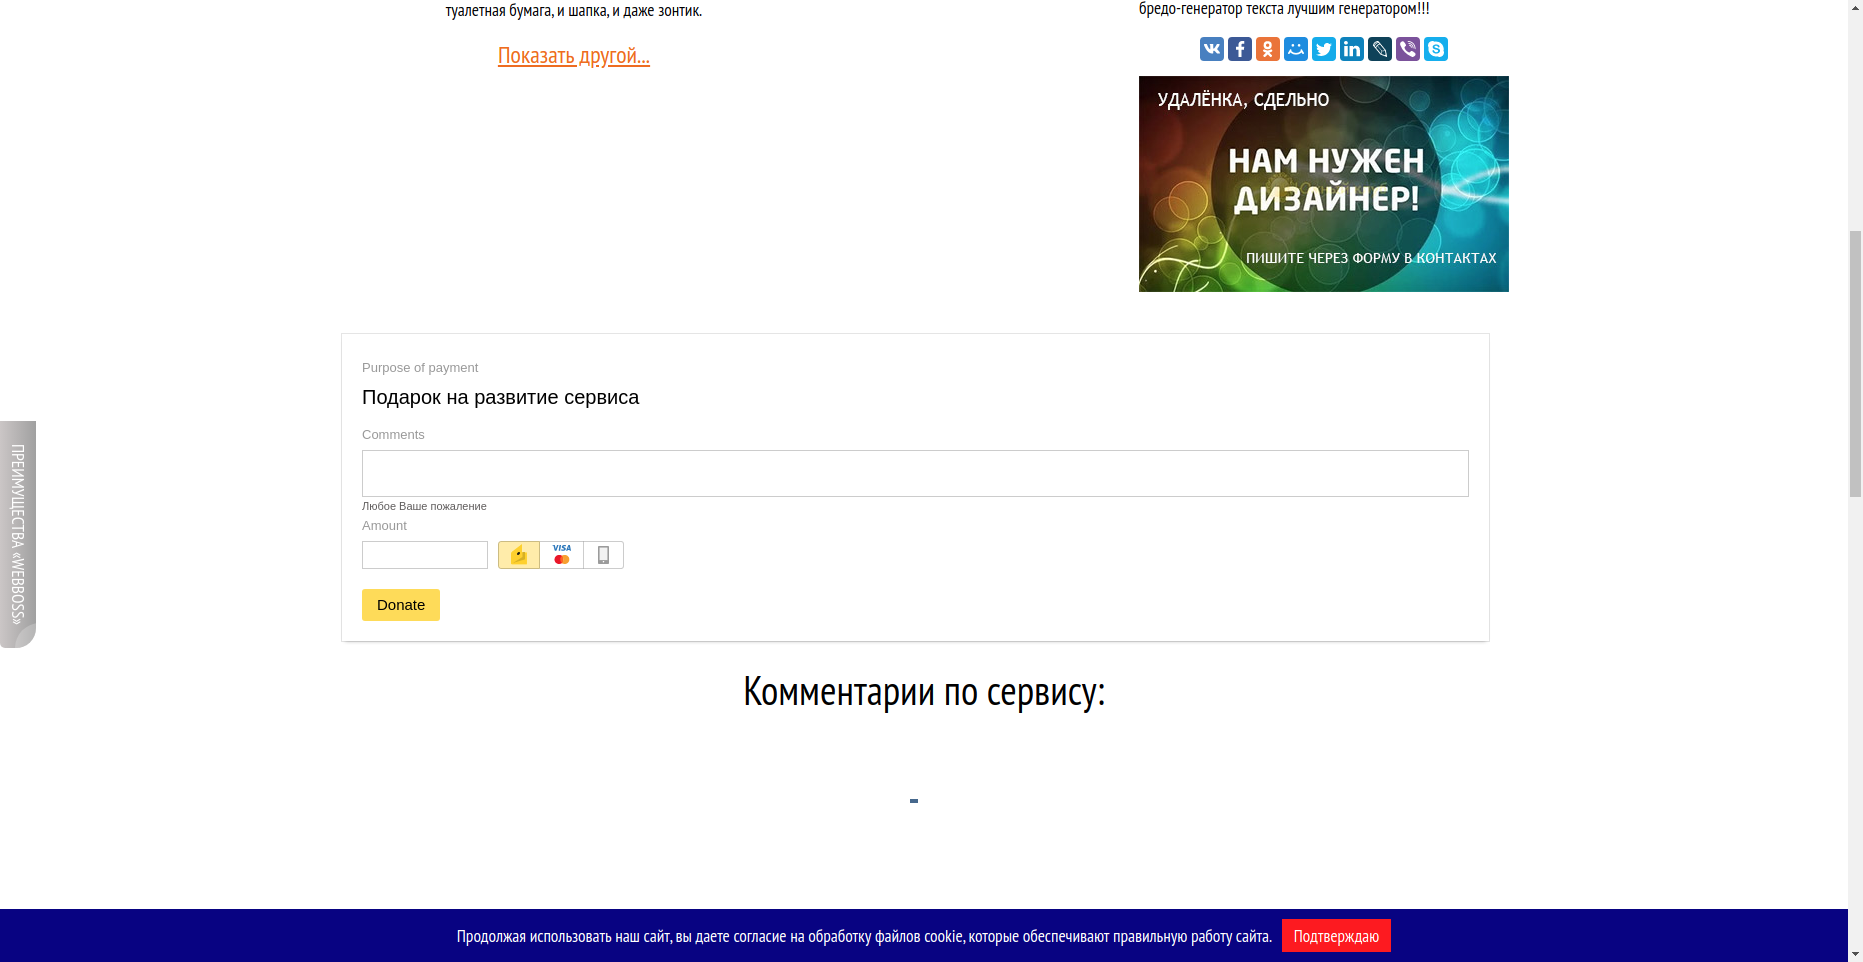 туалетная бумага, и шапка, и даже зонтик.
Показать другой...
бредо-генератор текста лучшим генератором!!!
УДАЛЁНКА, СДЕЛЬНО
НАМ НУЖЕН
ДИЗАЙНЕР!
ПИШИТЕ ЧЕРЕЗ ФОРМУ В КОНТАКТАХ
Purpose of payment
Подарок на развитие сервиса
Comments
Любое Ваше пожаление
Amount
VISA
Donate
ПРЕИМУЩЕСТВА «WEBBOSS»
Комментарии по сервису:
Продолжая использовать наш сайт, вы даете согласие на обработку файлов cookie, которые обеспечивают правильную работу сайта.
Подтверждаю